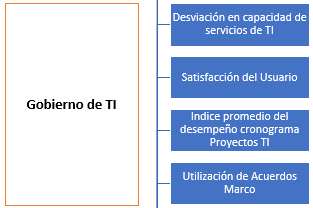 Gobierno de TI
Desviación en capacidad de
servicios de TI
Satisfacción del Usuario
Indice promedio del
desempeño cronograma
Proyectos TI
Utilización de Acuerdos
Marco